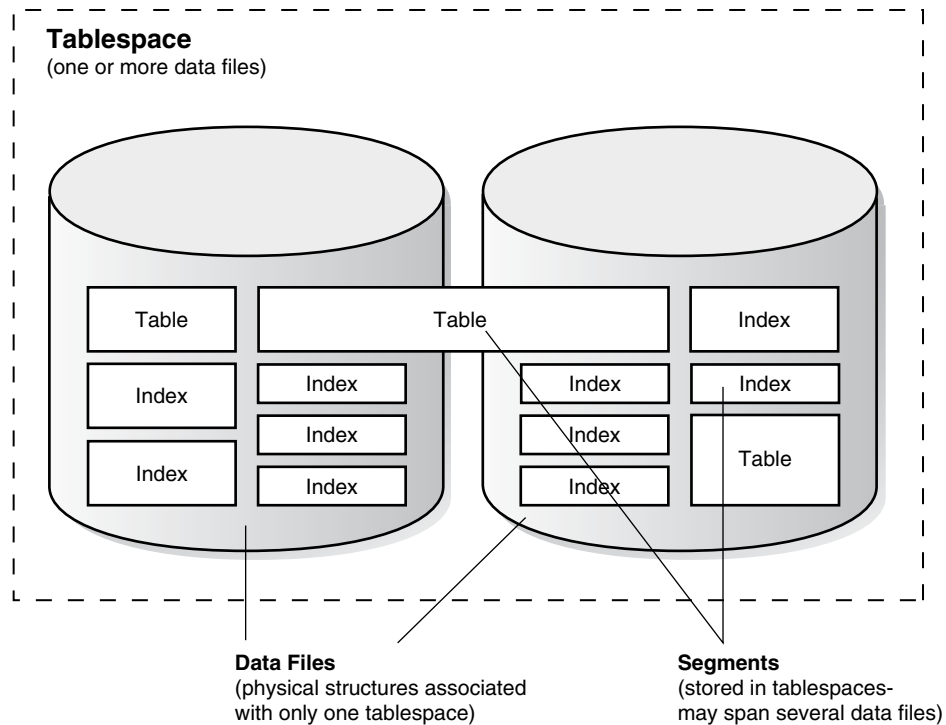 Tablespace
(one or more data files)
Table
Table
Index
Index
Index
Index
Index
Index
Index
Index
Table
Index
Index
Index
Data Files
(physical structures associated
with only one tablespace)
Segments
(stored in tablespaces-
may span several data files)